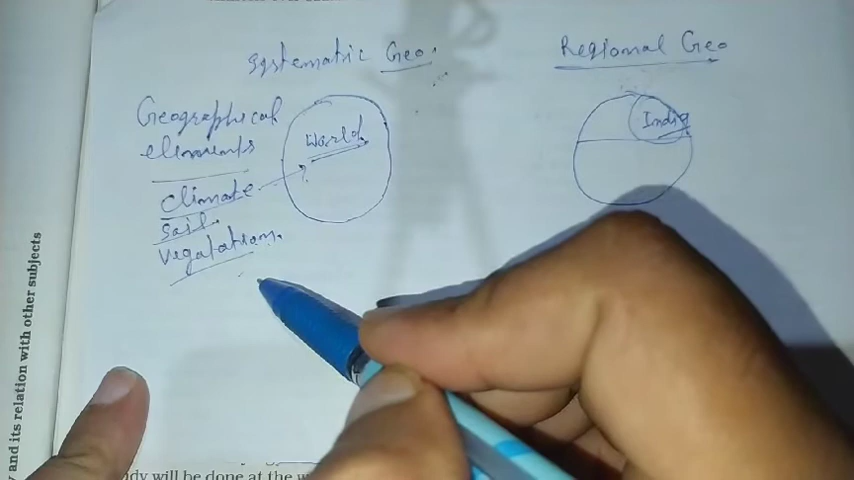 Systematic Geo.
Regional Geo
Geographical
elements
World
India
climate
soil.
vegatation.
y and its relation with other subjects
dy will be done at the w